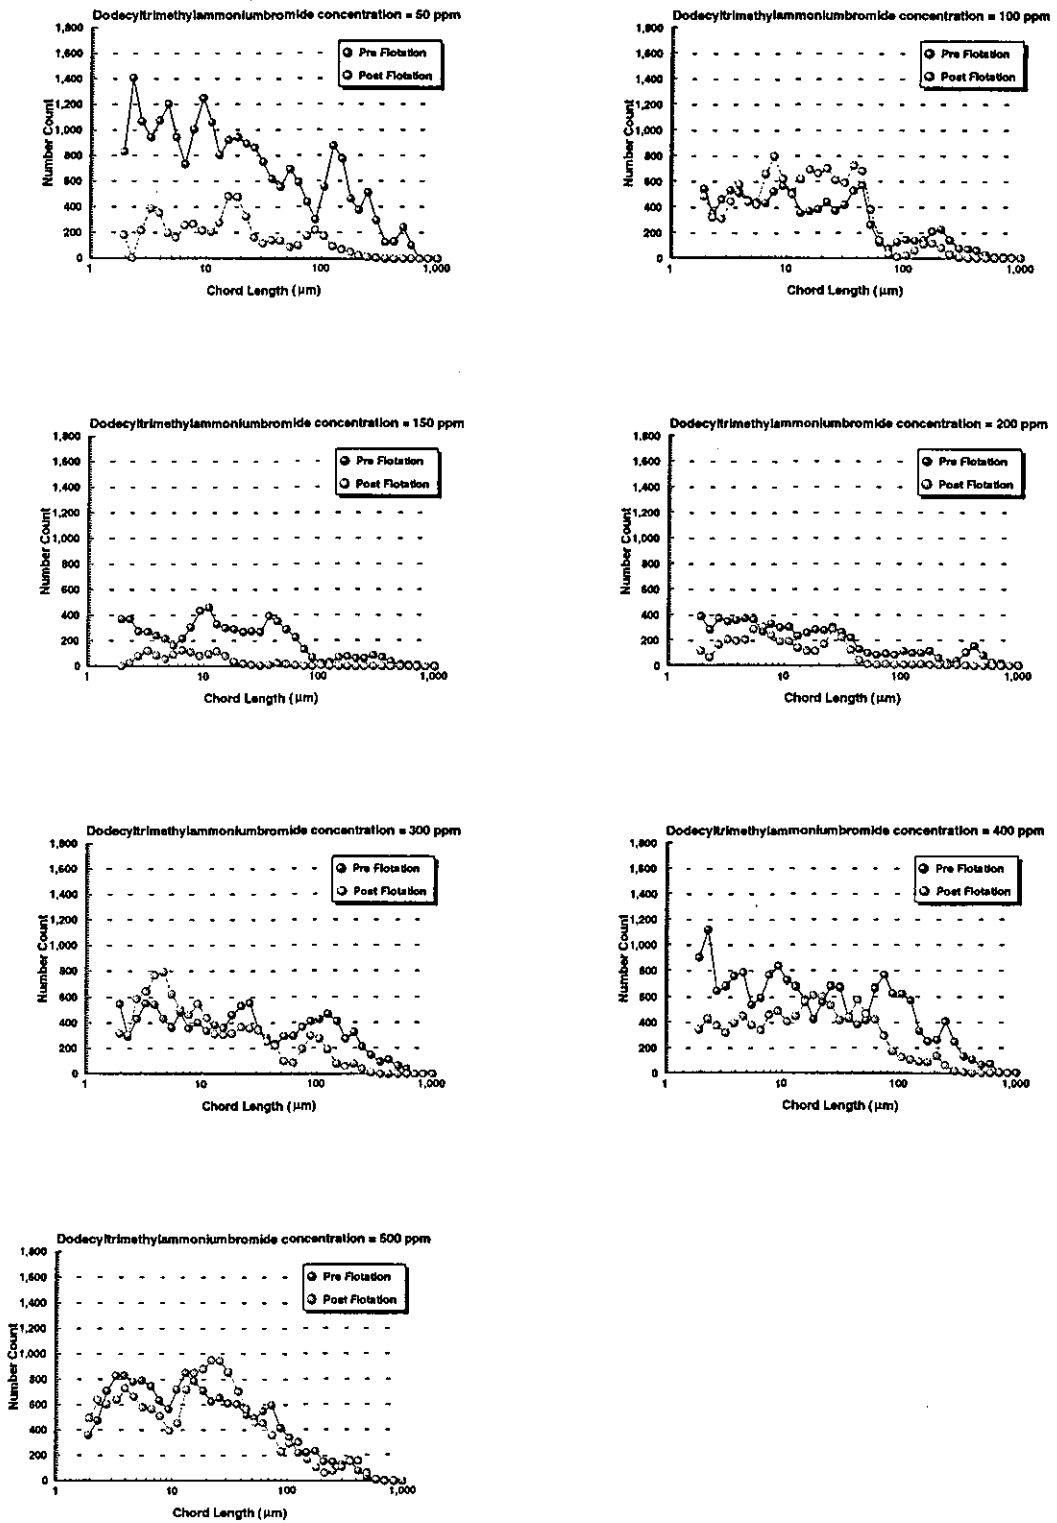 Dodecyltrimethylammoniumbromide concentration = 50 ppm
1,800
1,600
1,400
1,200
1,000
800
600
400
200
0
Number Count
Pre Flotation
Post Flotation
1
10
100
1,000
Chord Length (µm)
Dodecyltrimethylammoniumbromide concentration = 100 ppm
1,800
1,600
1,400
1,200
1,000
800
600
400
200
0
Number Count
Pre Flotation
Post Flotation
1
10
100
1,000
Chord Length (µm)
Dodecyltrimethylammoniumbromide concentration = 150 ppm
1,800
1,600
1,400
1,200
1,000
800
600
400
200
0
Number Count
Pre Flotation
Post Flotation
1
10
100
1,000
Chord Length (µm)
Dodecyltrimethylammoniumbromide concentration = 200 ppm
1,800
1,600
1,400
1,200
1,000
800
600
400
200
0
Number Count
Pre Flotation
Post Flotation
1
10
100
1,000
Chord Length (µm)
Dodecyltrimethylammoniumbromide concentration = 300 ppm
1,800
1,600
1,400
1,200
1,000
800
600
400
200
0
Number Count
Pre Flotation
Post Flotation
1
10
100
1,000
Chord Length (µm)
Dodecyltrimethylammoniumbromide concentration = 400 ppm
1,800
1,600
1,400
1,200
1,000
800
600
400
200
0
Number Count
Pre Flotation
Post Flotation
1
10
100
1,000
Chord Length (µm)
Dodecyltrimethylammoniumbromide concentration = 500 ppm
1,800
1,600
1,400
1,200
1,000
800
600
400
200
0
Number Count
Pre Flotation
Post Flotation
1
10
100
1,000
Chord Length (µm)